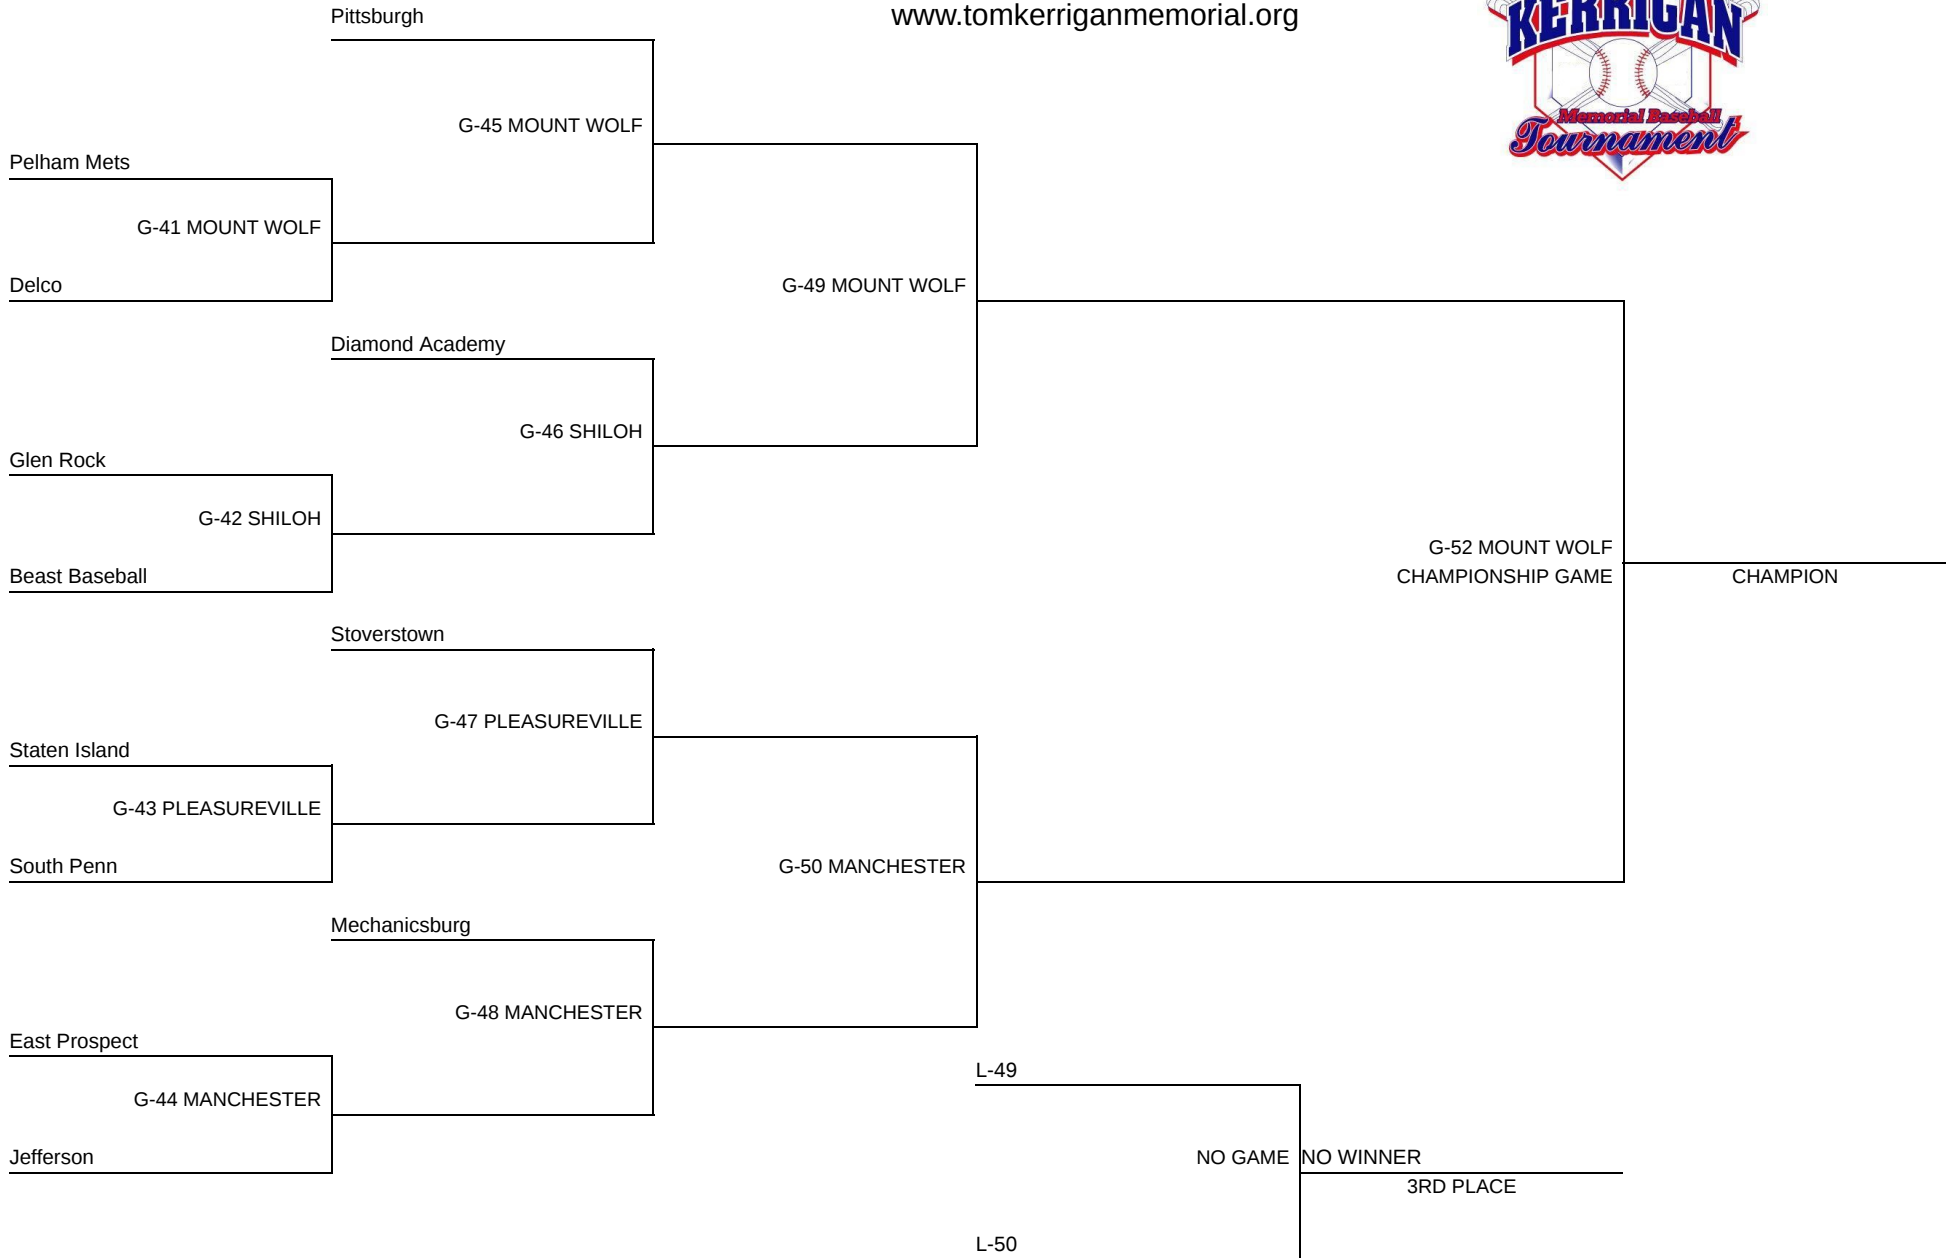 Pittsburgh
www.tomkerriganmemorial.org
KERRIGAN
Memorial Baseball
Tournament
G-45 MOUNT WOLF
Pelham Mets
G-41 MOUNT WOLF
Delco
G-49 MOUNT WOLF
Diamond Academy
G-46 SHILOH
Glen Rock
G-42 SHILOH
Beast Baseball
G-52 MOUNT WOLF
CHAMPIONSHIP GAME
CHAMPION
Stoverstown
G-47 PLEASUREVILLE
Staten Island
G-43 PLEASUREVILLE
South Penn
G-50 MANCHESTER
Mechanicsburg
G-48 MANCHESTER
East Prospect
G-44 MANCHESTER
Jefferson
L-49
NO GAME
NO WINNER
3RD PLACE
L-50